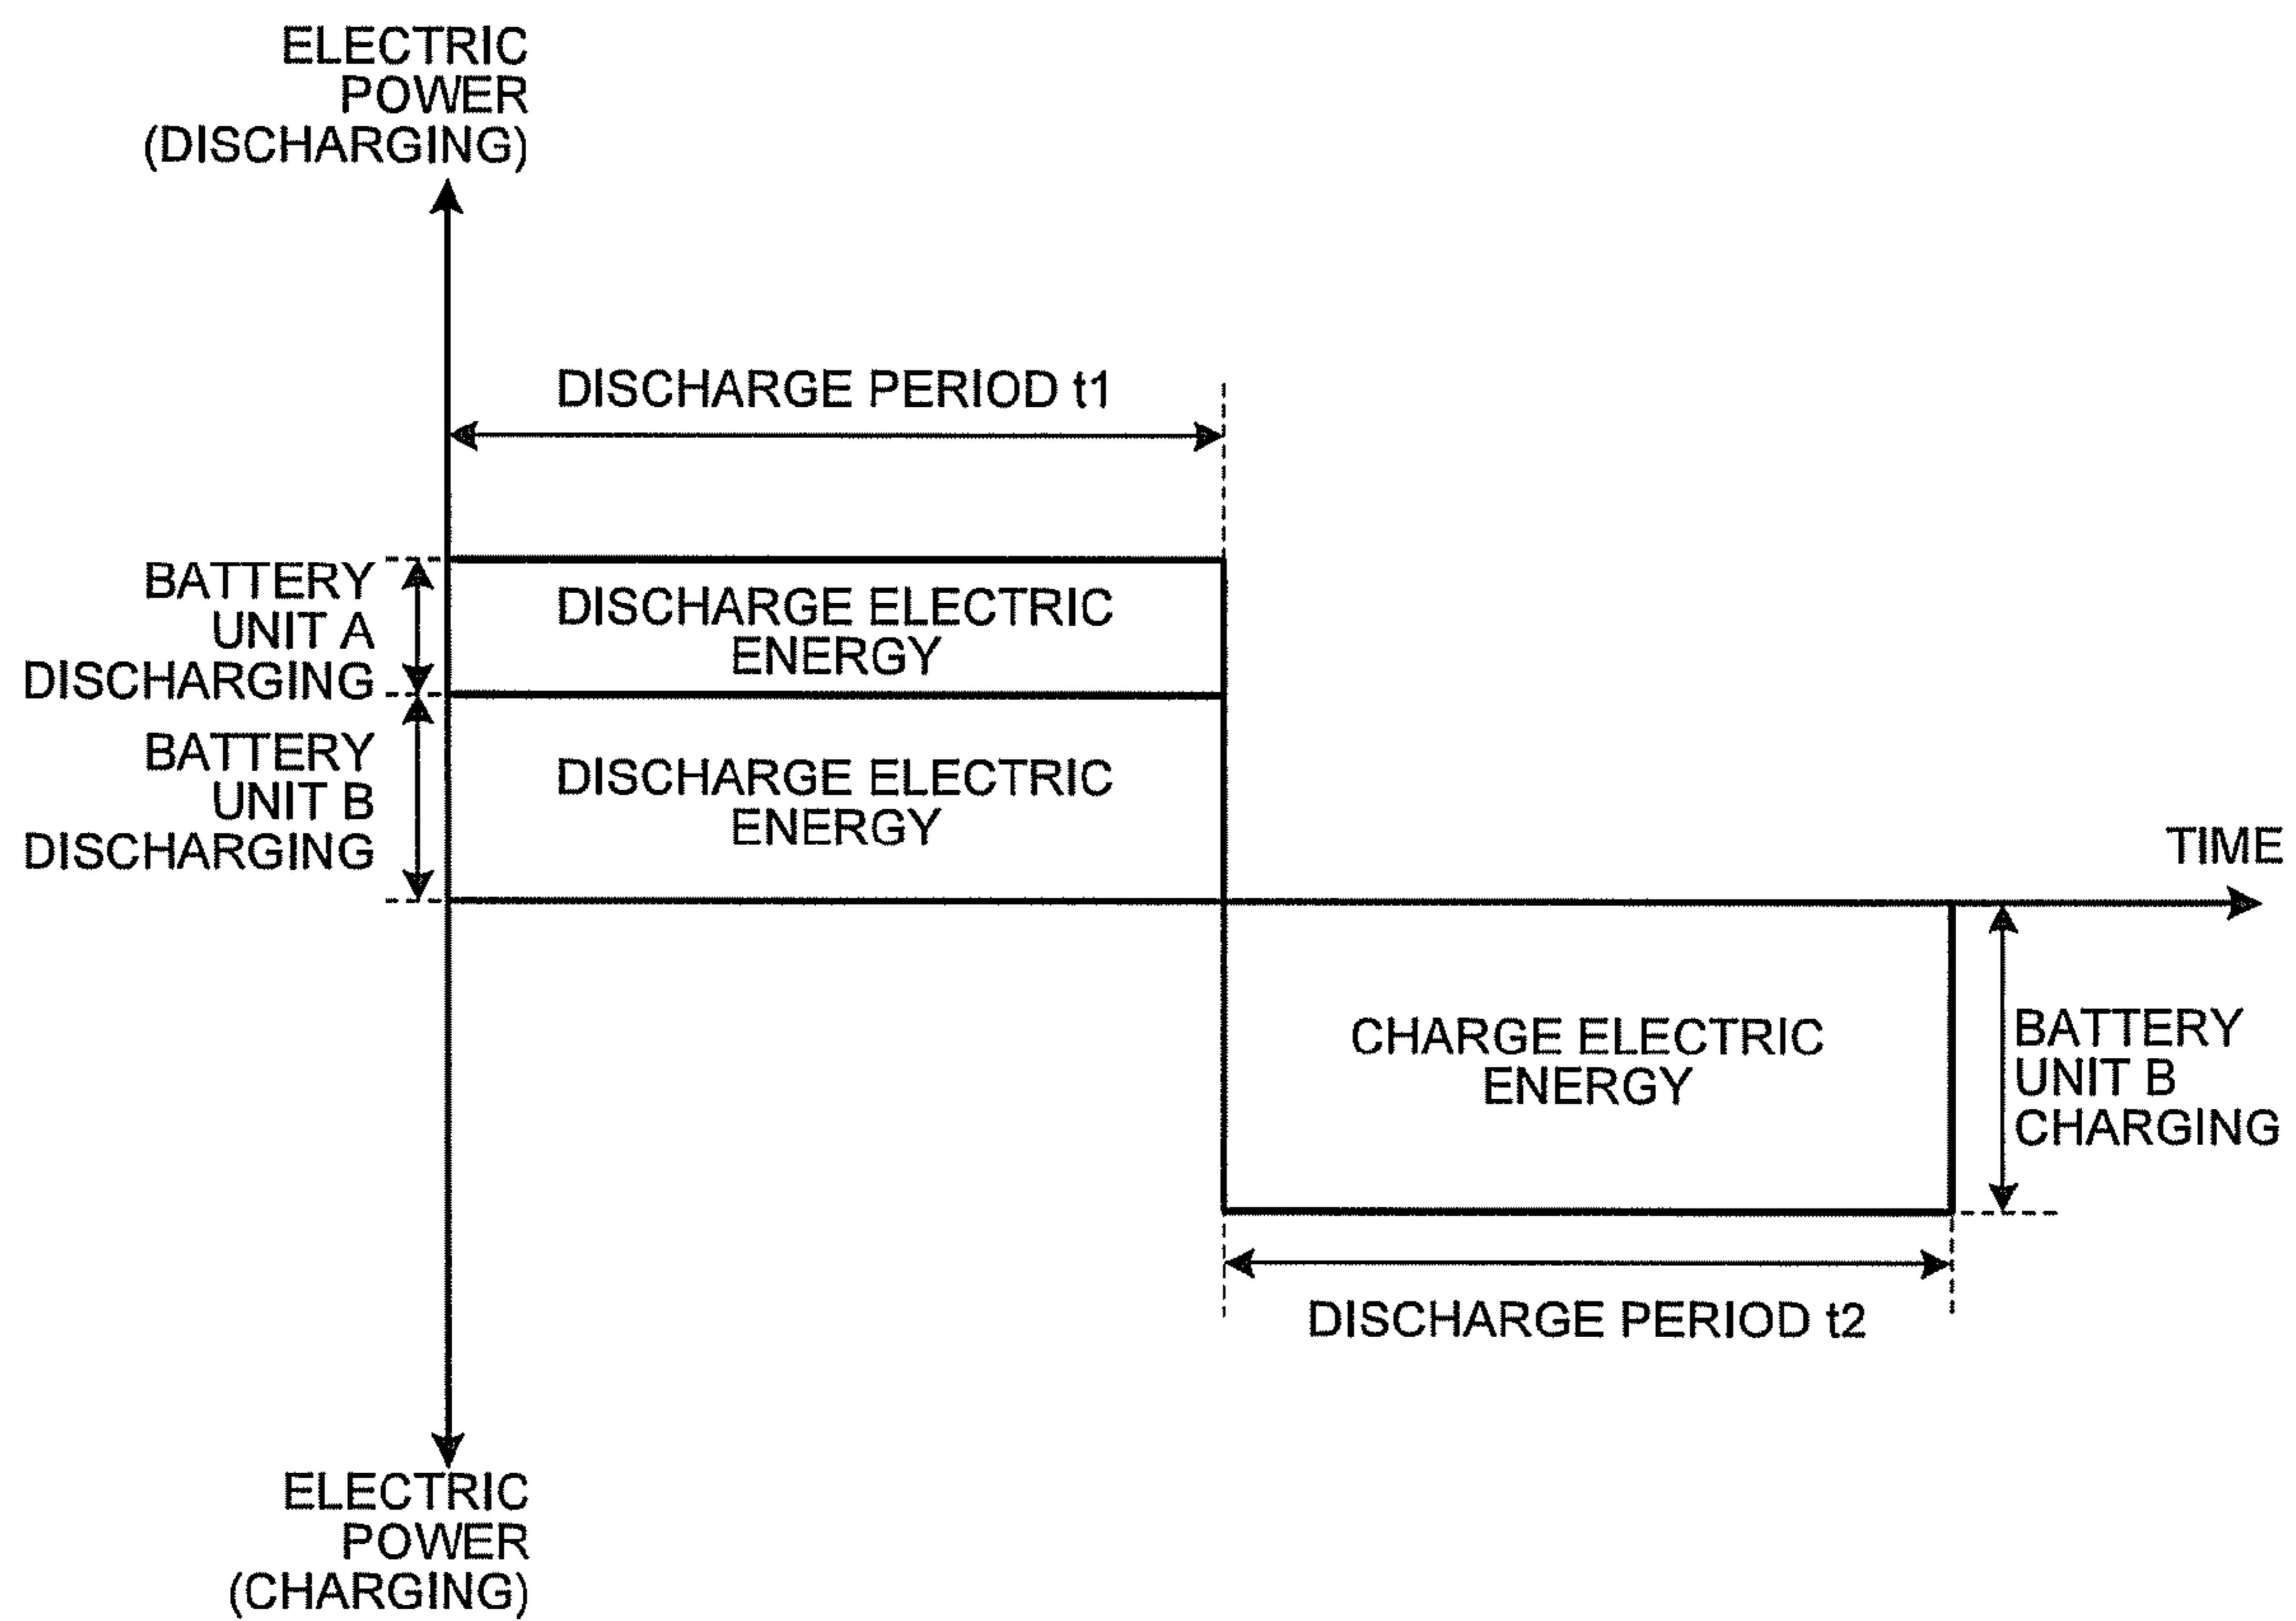 ELECTRIC
POWER
(DISCHARGING)
DISCHARGE PERIOD t1
BATTERY
UNIT A
DISCHARGING
DISCHARGE ELECTRIC
ENERGY
BATTERY
UNIT B
DISCHARGING
DISCHARGE ELECTRIC
ENERGY
TIME
CHARGE ELECTRIC
ENERGY
BATTERY
UNIT B
CHARGING
DISCHARGE PERIOD t2
ELECTRIC
POWER
(CHARGING)